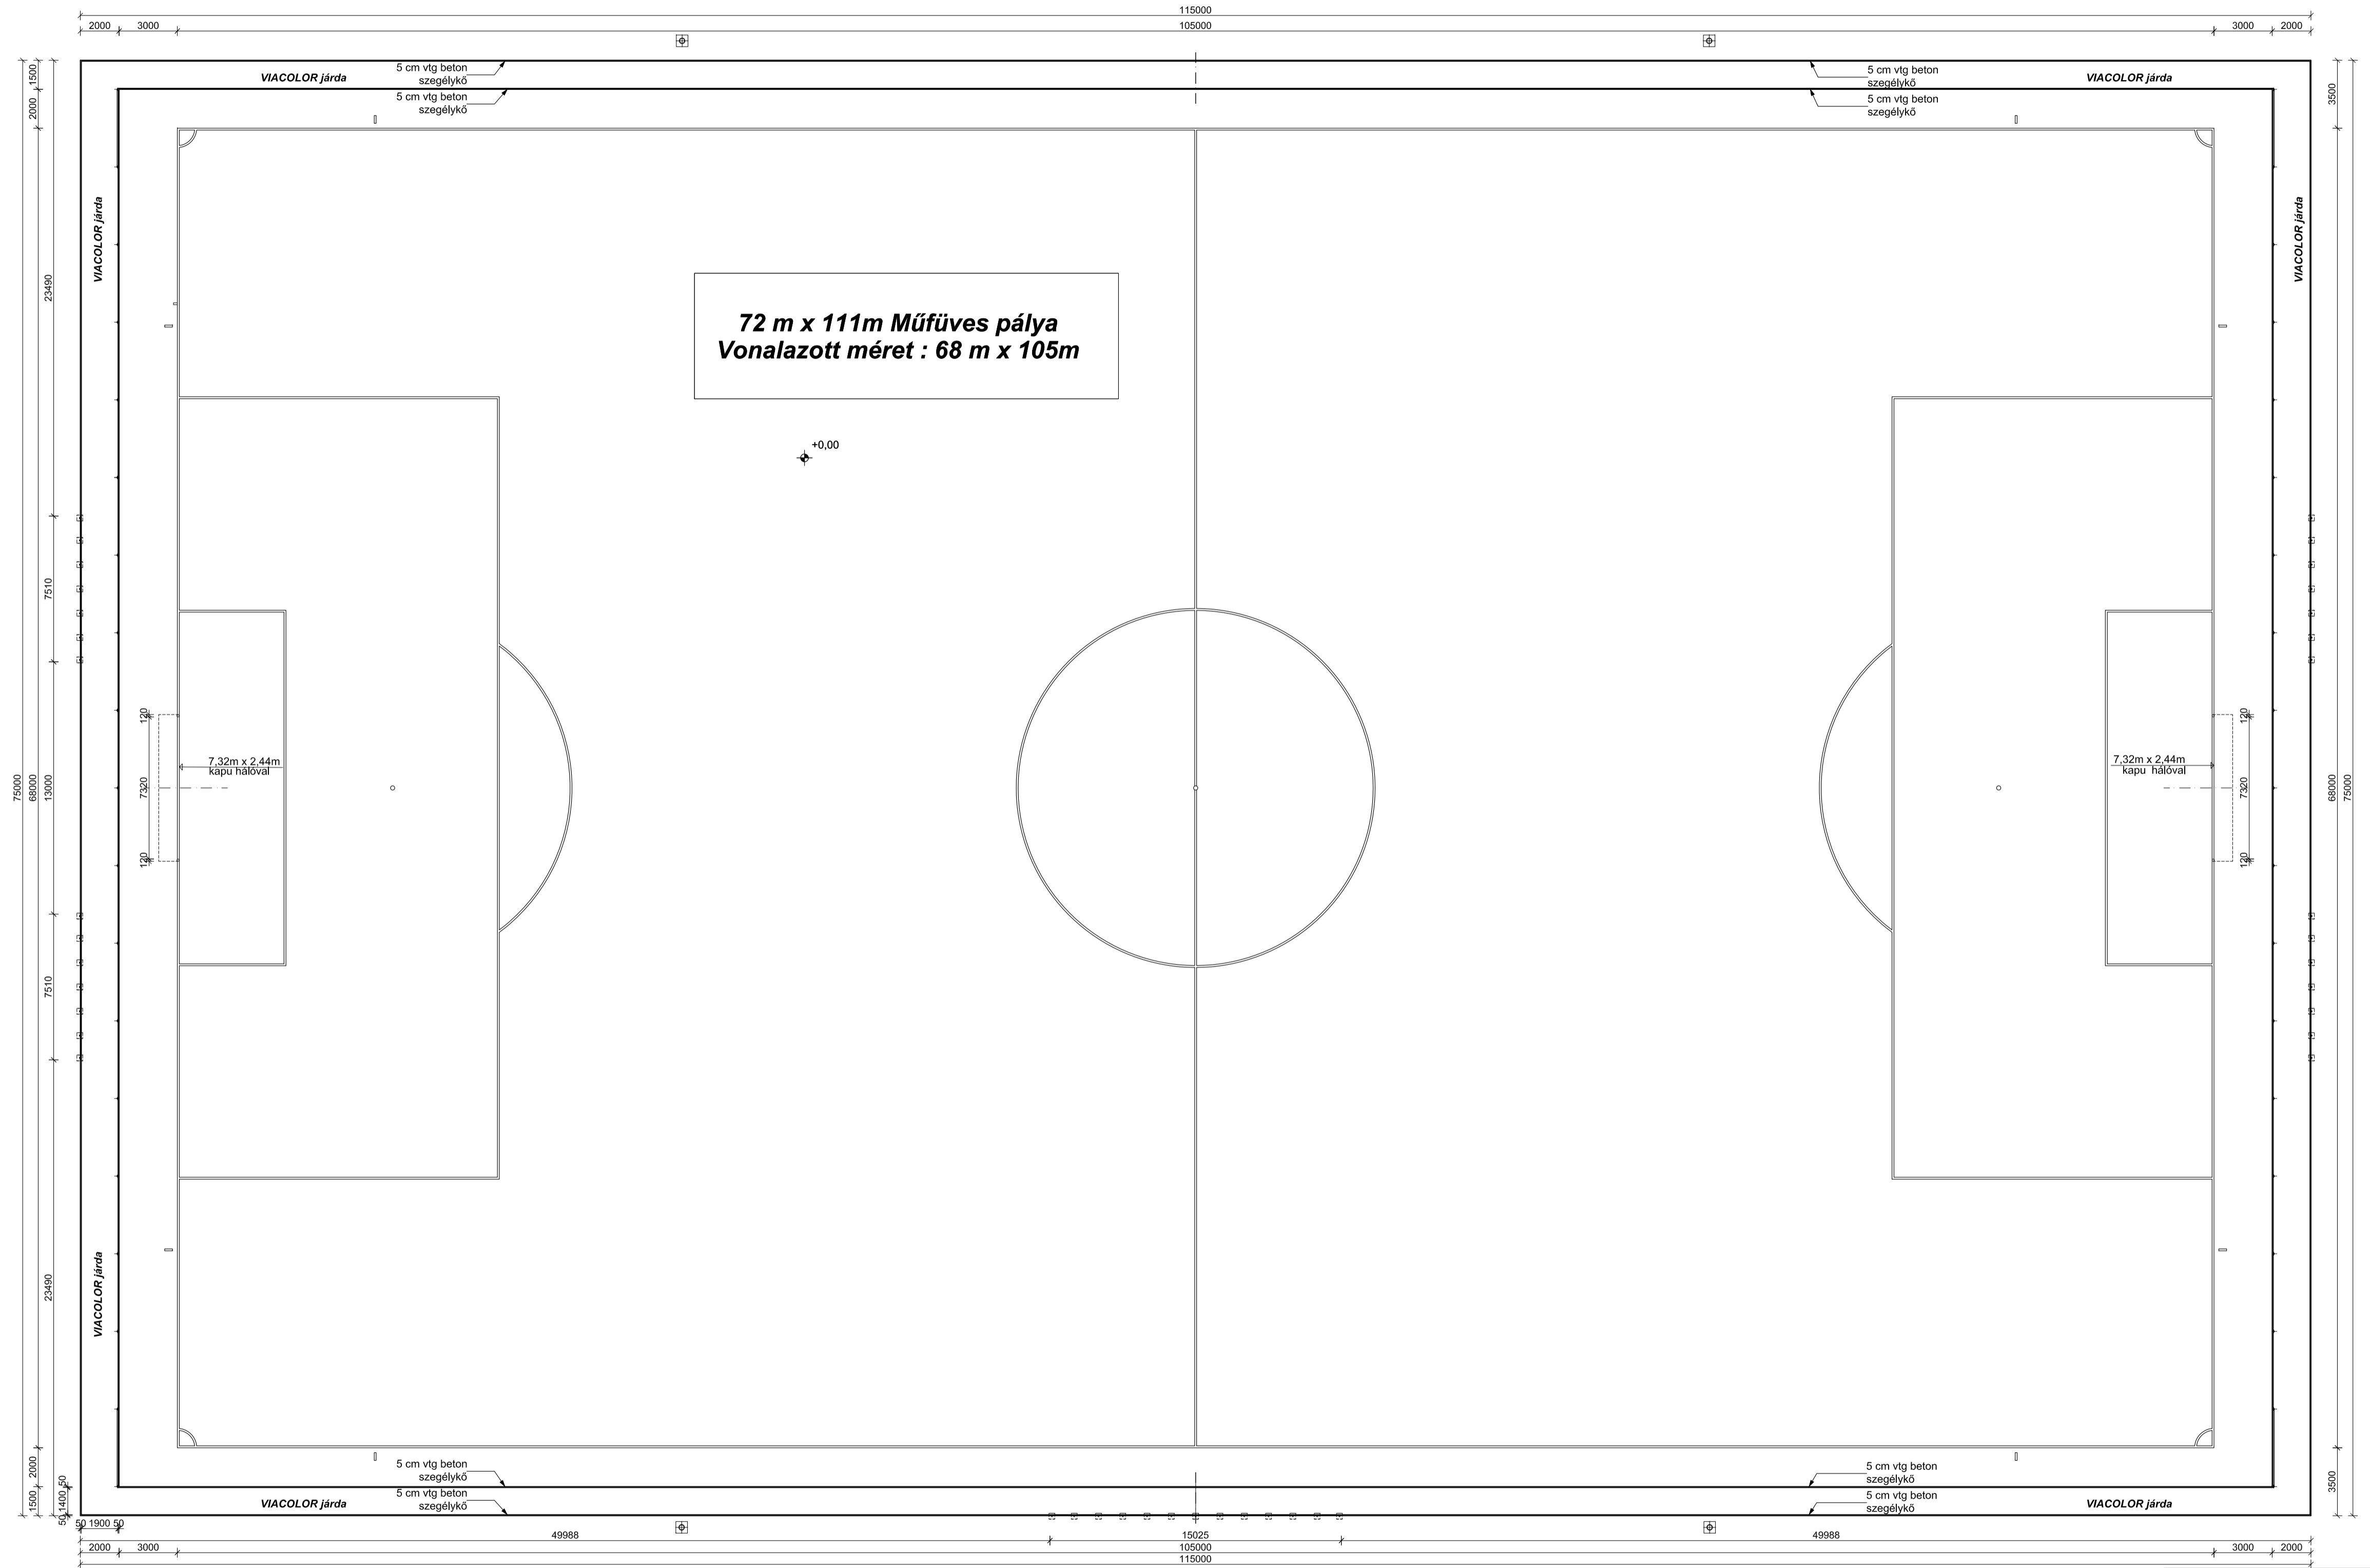 115000
2000 3000 105000 3000 2000
VIACOLOR járda
5 cm vtg beton
szegélykő
5 cm vtg beton
szegélykő
5 cm vtg beton
szegélykő
5 cm vtg beton
szegélykő
VIACOLOR járda
1500
2000
3500
VIACOLOR járda
VIACOLOR járda
23490
72 m x 111m Műfüves pálya
Vonalazott méret : 68 m x 105m
+0,00
7510
120
7,32m x 2,44m
kapu hálóval
7320
120
75000
68000
13000
120
7,32m x 2,44m
kapu hálóval
7320
120
68000
75000
7510
23490
VIACOLOR járda
2000
1500
50 1400 50
5 cm vtg beton
szegélykő
5 cm vtg beton
szegélykő
VIACOLOR járda
5 cm vtg beton
szegélykő
5 cm vtg beton
szegélykő
VIACOLOR járda
3500
50 1900 50
49988 15025 49988
2000 3000 105000 3000 2000
115000